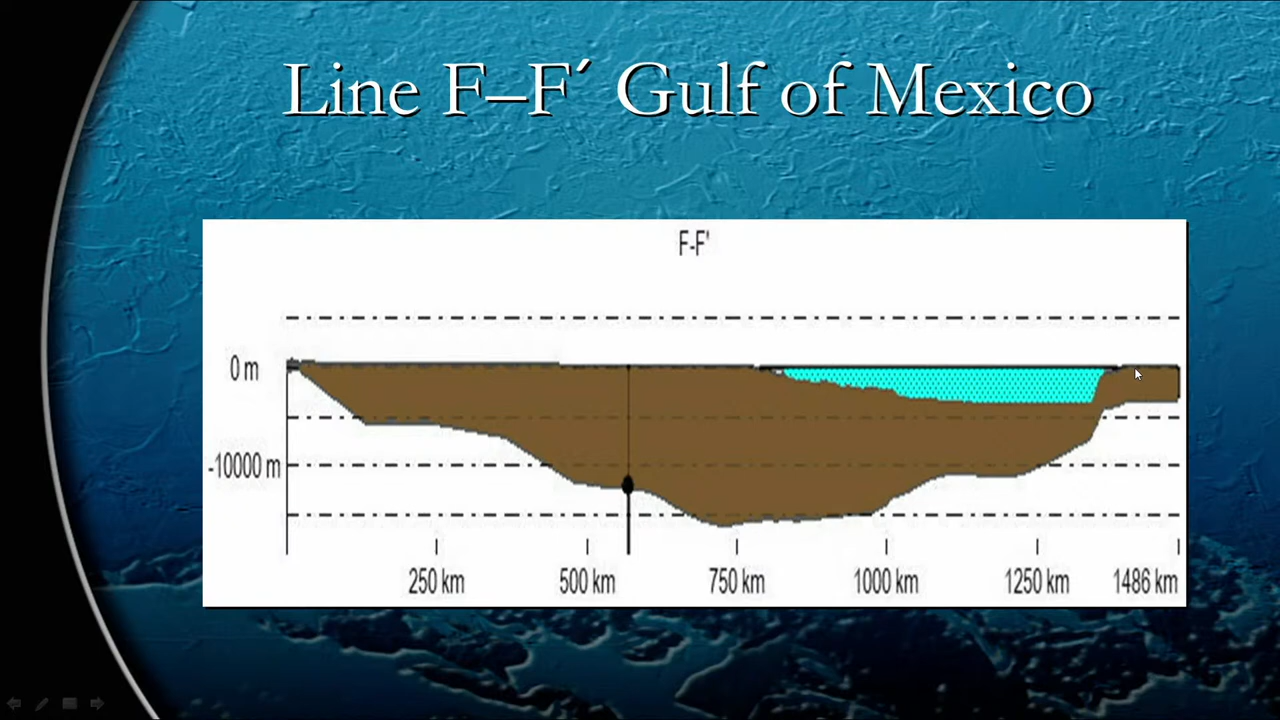 Line F–F´ Gulf of Mexico
F-F'
0 m
-10000 m
250 km 500 km 750 km 1000 km 1250 km 1486 km